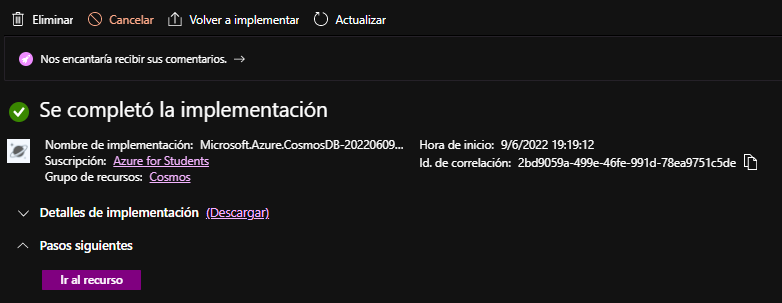 Eliminar Cancelar Volver a implementar Actualizar
Nos encantaría recibir sus comentarios. →
Se completó la implementación
Nombre de implementación: Microsoft.Azure.CosmosDB-20220609... Hora de inicio: 9/6/2022 19:19:12
Suscripción: Azure for Students Id. de correlación: 2bd9059a-499e-46fe-991d-78ea9751c5de
Grupo de recursos: Cosmos
Detalles de implementación (Descargar)
Pasos siguientes
Ir al recurso